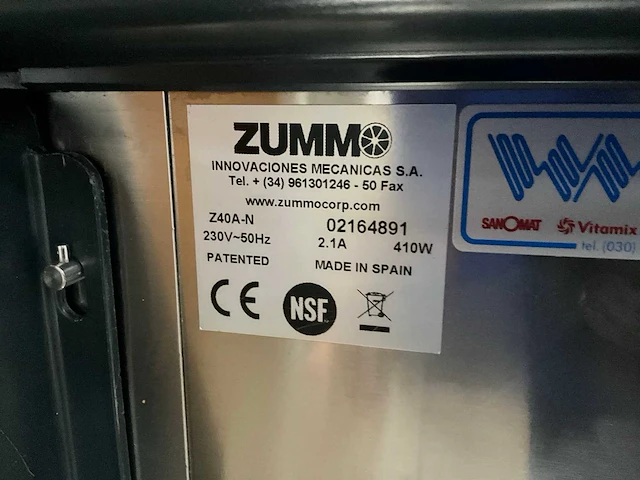 ZUMMO
INNOVACIONES MECANICAS S.A.
Tel. + (34) 961301246 - 50 Fax
www.zummocorp.com
Z40A-N 02164891
230V~50Hz 2.1A 410W
PATENTED MADE IN SPAIN
CE NSF
SANOMAT Vitamix
tel. (030)